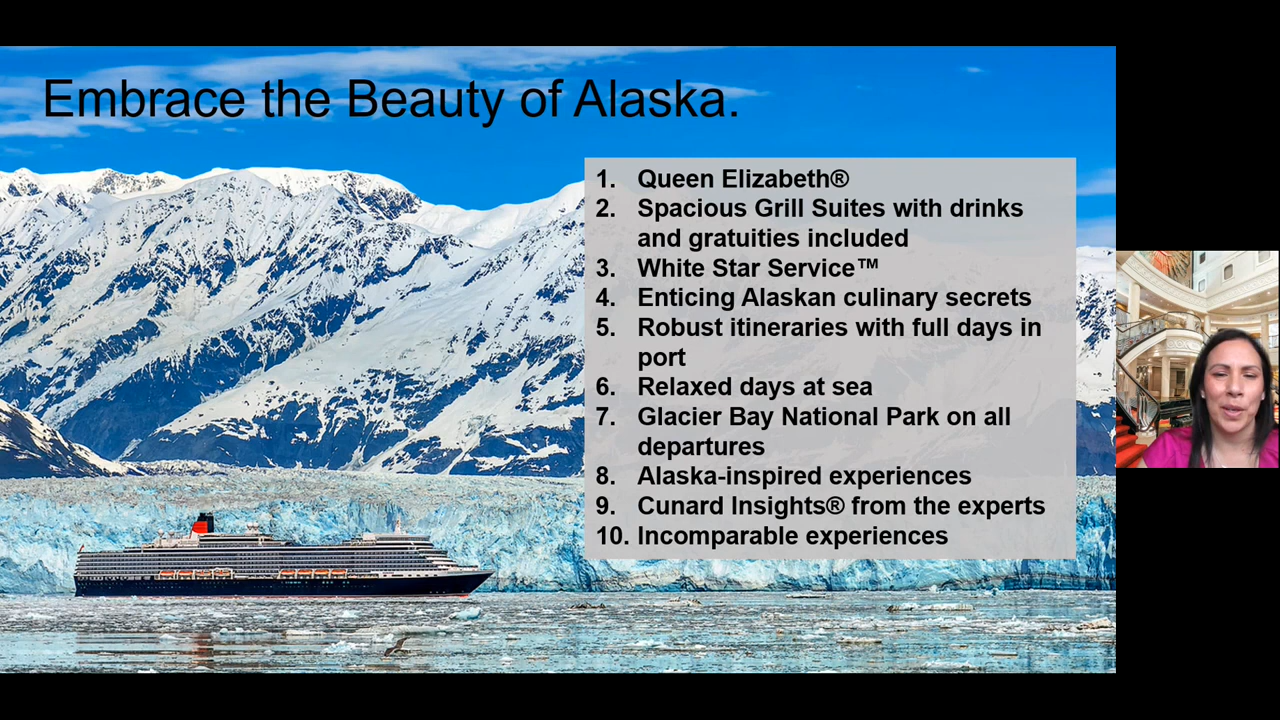 Embrace the Beauty of Alaska.
1. Queen Elizabeth®
2. Spacious Grill Suites with drinks
and gratuities included
3. White Star Service™
4. Enticing Alaskan culinary secrets
5. Robust itineraries with full days in
port
6. Relaxed days at sea
7. Glacier Bay National Park on all
departures
8. Alaska-inspired experiences
9. Cunard Insights® from the experts
10. Incomparable experiences